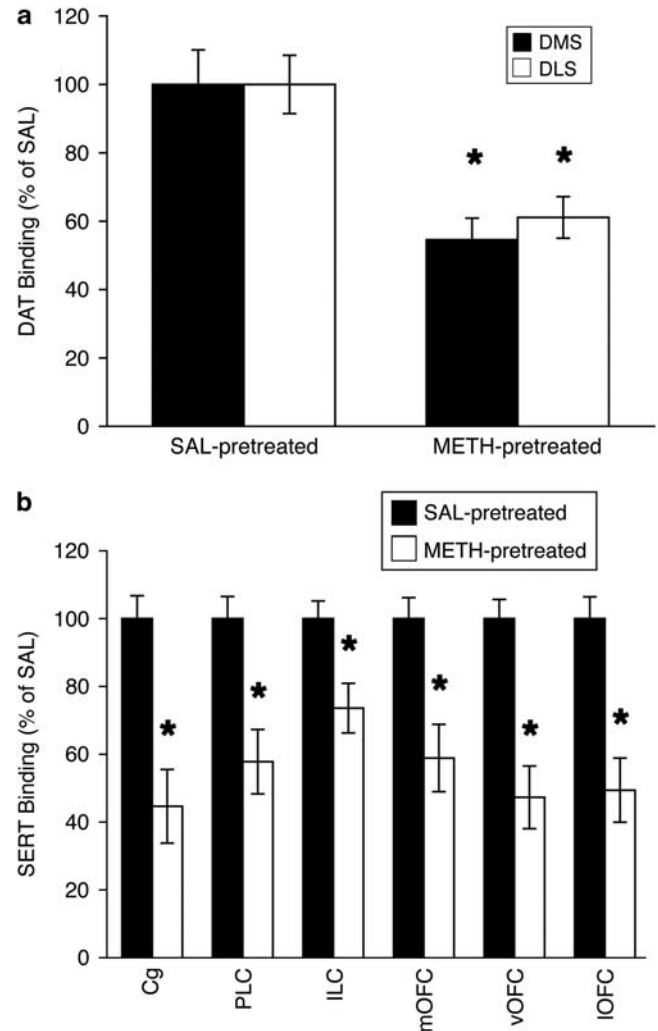 a
120
100
80
60
40
20
0
DAT Binding (% of SAL)
DMS
DLS
*
*
SAL-pretreated
METH-pretreated
b
SAL-pretreated
METH-pretreated
120
100
80
60
40
20
0
SERT Binding (% of SAL)
*
*
*
*
*
*
Cg
PLC
ILC
mOFC
vOFC
lOFC